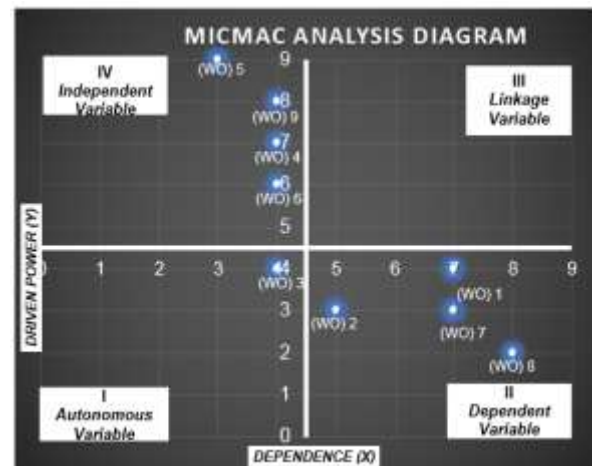 MICMAC ANALYSIS DIAGRAM
IV
Independent
Variable
III
Linkage
Variable
9
(WO) 5
8
(WO) 9
7
(WO) 4
6
(WO) 6
5
0 1 2 3 4 5 6 7 8 9
(WO) 3
(WO) 1
3
(WO) 2
(WO) 7
2
(WO) 8
1
0
I
Autonomous
Variable
II
Dependent
Variable
DRIVEN POWER (Y)
DEPENDENCE (X)